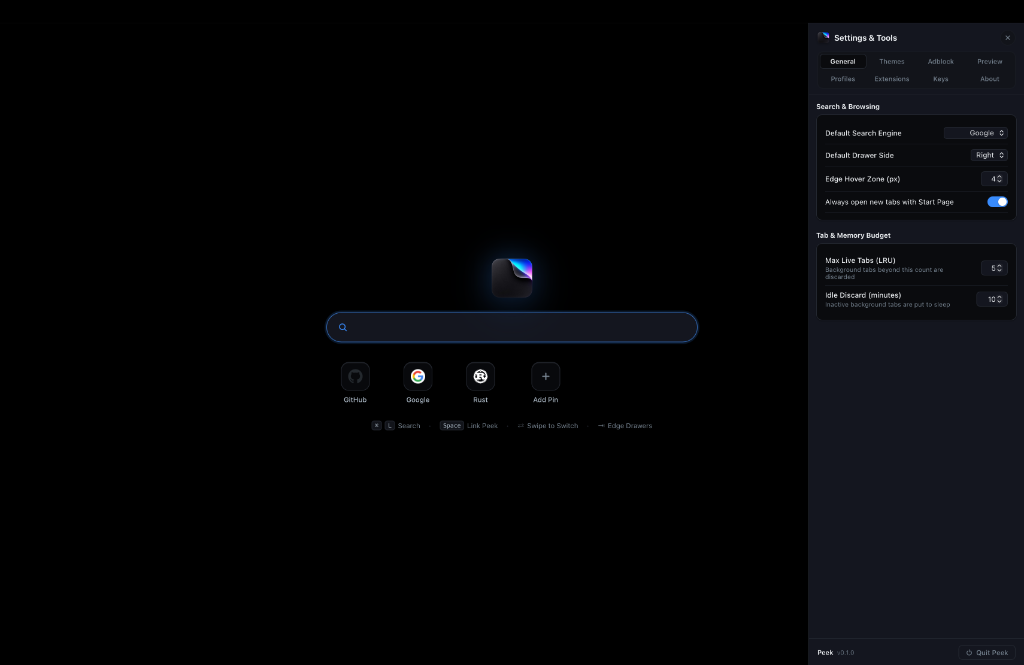 Settings & Tools
General Themes Adblock Preview
Profiles Extensions Keys About
Search & Browsing
Default Search Engine Google
Default Drawer Side Right
Edge Hover Zone (px) 4
Always open new tabs with Start Page
Tab & Memory Budget
Max Live Tabs (LRU) 5
Background tabs beyond this count are
discarded
Idle Discard (minutes) 10
Inactive background tabs are put to sleep
GitHub Google Rust Add Pin
⌘ L Search · Space Link Peek · Swipe to Switch · Edge Drawers
Peek v0.1.0 Quit Peek